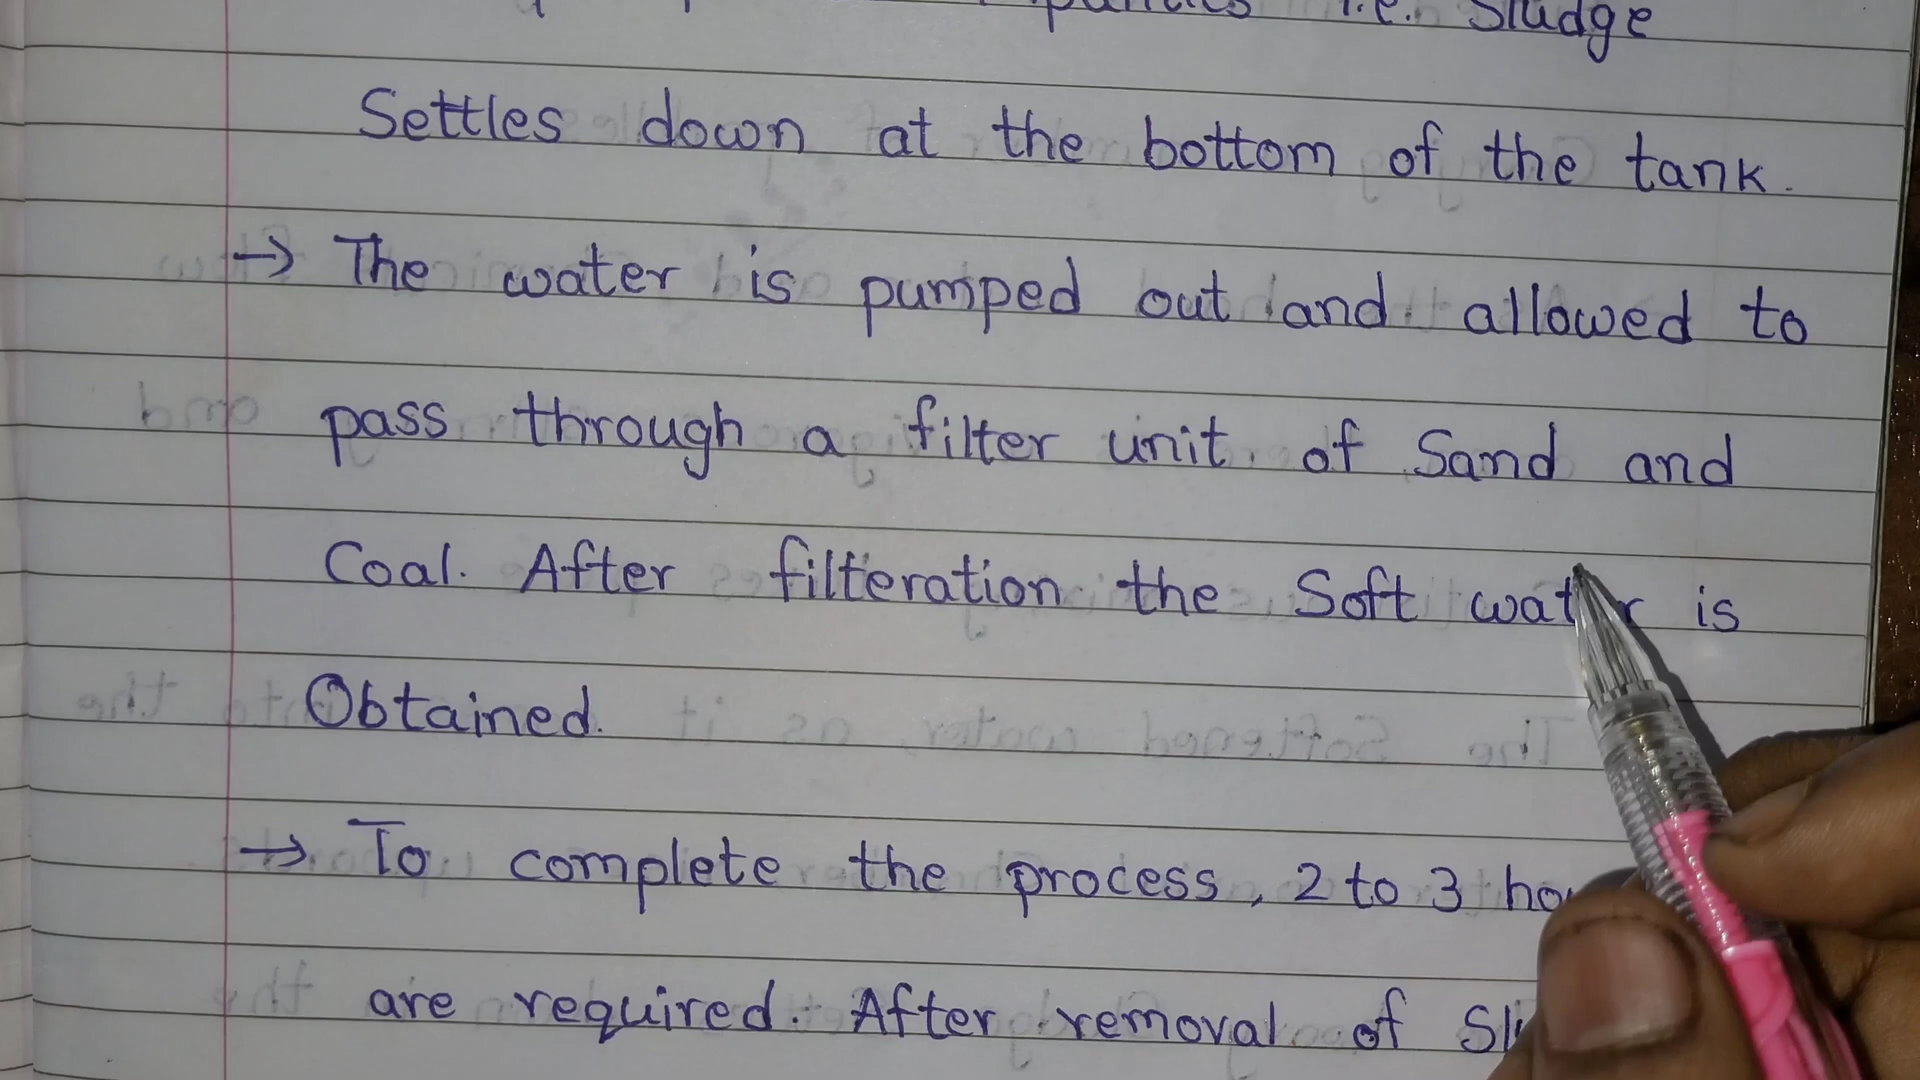 i.e. Sludge
Settles down at the bottom of the tank.
→ The water is pumped out and allowed to
pass through a filter unit of Sand and
Coal. After filteration the Soft is
Obtained.
→ To complete the process, 2 to 3
are required. After removal of